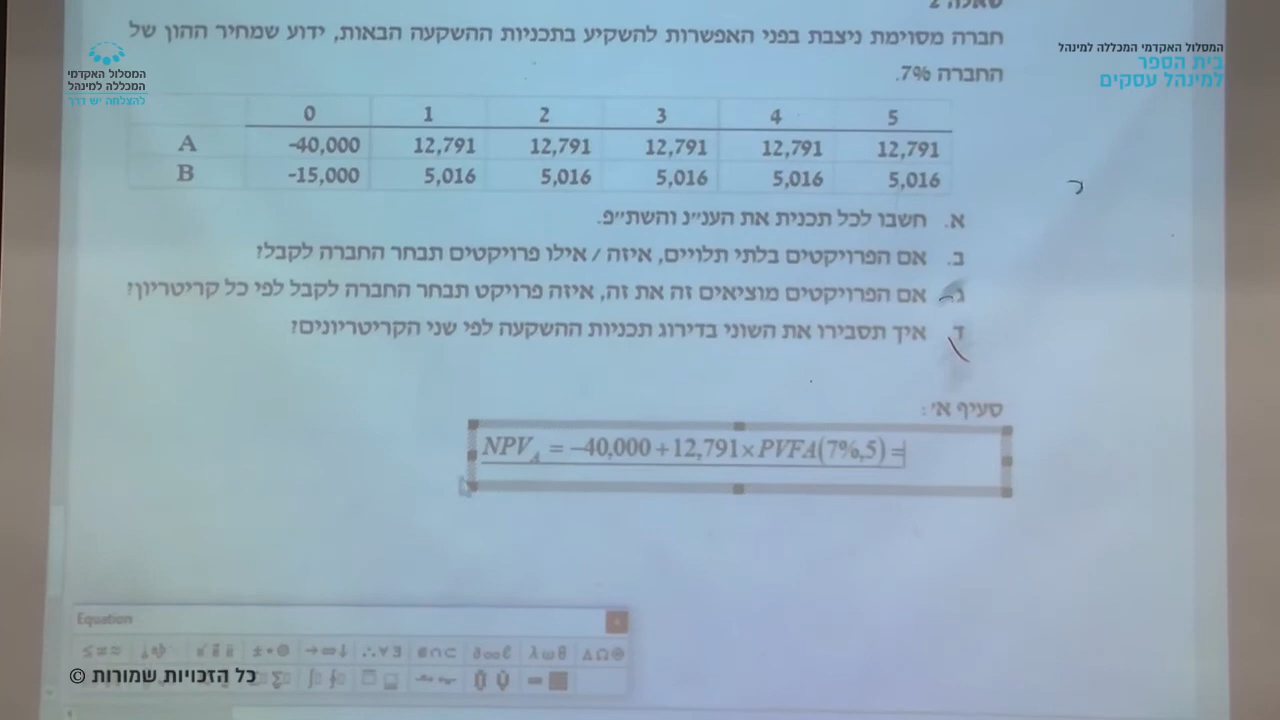 שאלה 2
חברה מסוימת ניצבת בפני האפשרות להשקיע בתכניות ההשקעה הבאות, ידוע שמחיר ההון של
החברה 7%.
המסלול האקדמי
המכללה למינהל
להצלחה יש דרך
המסלול האקדמי המכללה למינהל
בית הספר
למינהל עסקים
0 1 2 3 4 5
A -40,000 12,791 12,791 12,791 12,791 12,791
B -15,000 5,016 5,016 5,016 5,016 5,016
א. חשבו לכל תכנית את הענ״נ והשת״פ.
ב. אם הפרויקטים בלתי תלויים, איזה / אילו פרויקטים תבחר החברה לקבל?
ג. אם הפרויקטים מוציאים זה את זה, איזה פרויקט תבחר החברה לקבל לפי כל קריטריון?
ד. איך תסבירו את השוני בדירוג תכניות ההשקעה לפי שני הקריטריונים?
סעיף א׳:
NPV_A = −40,000 + 12,791 × PVFA(7%,5) =
Equation
כל הזכויות שמורות ©